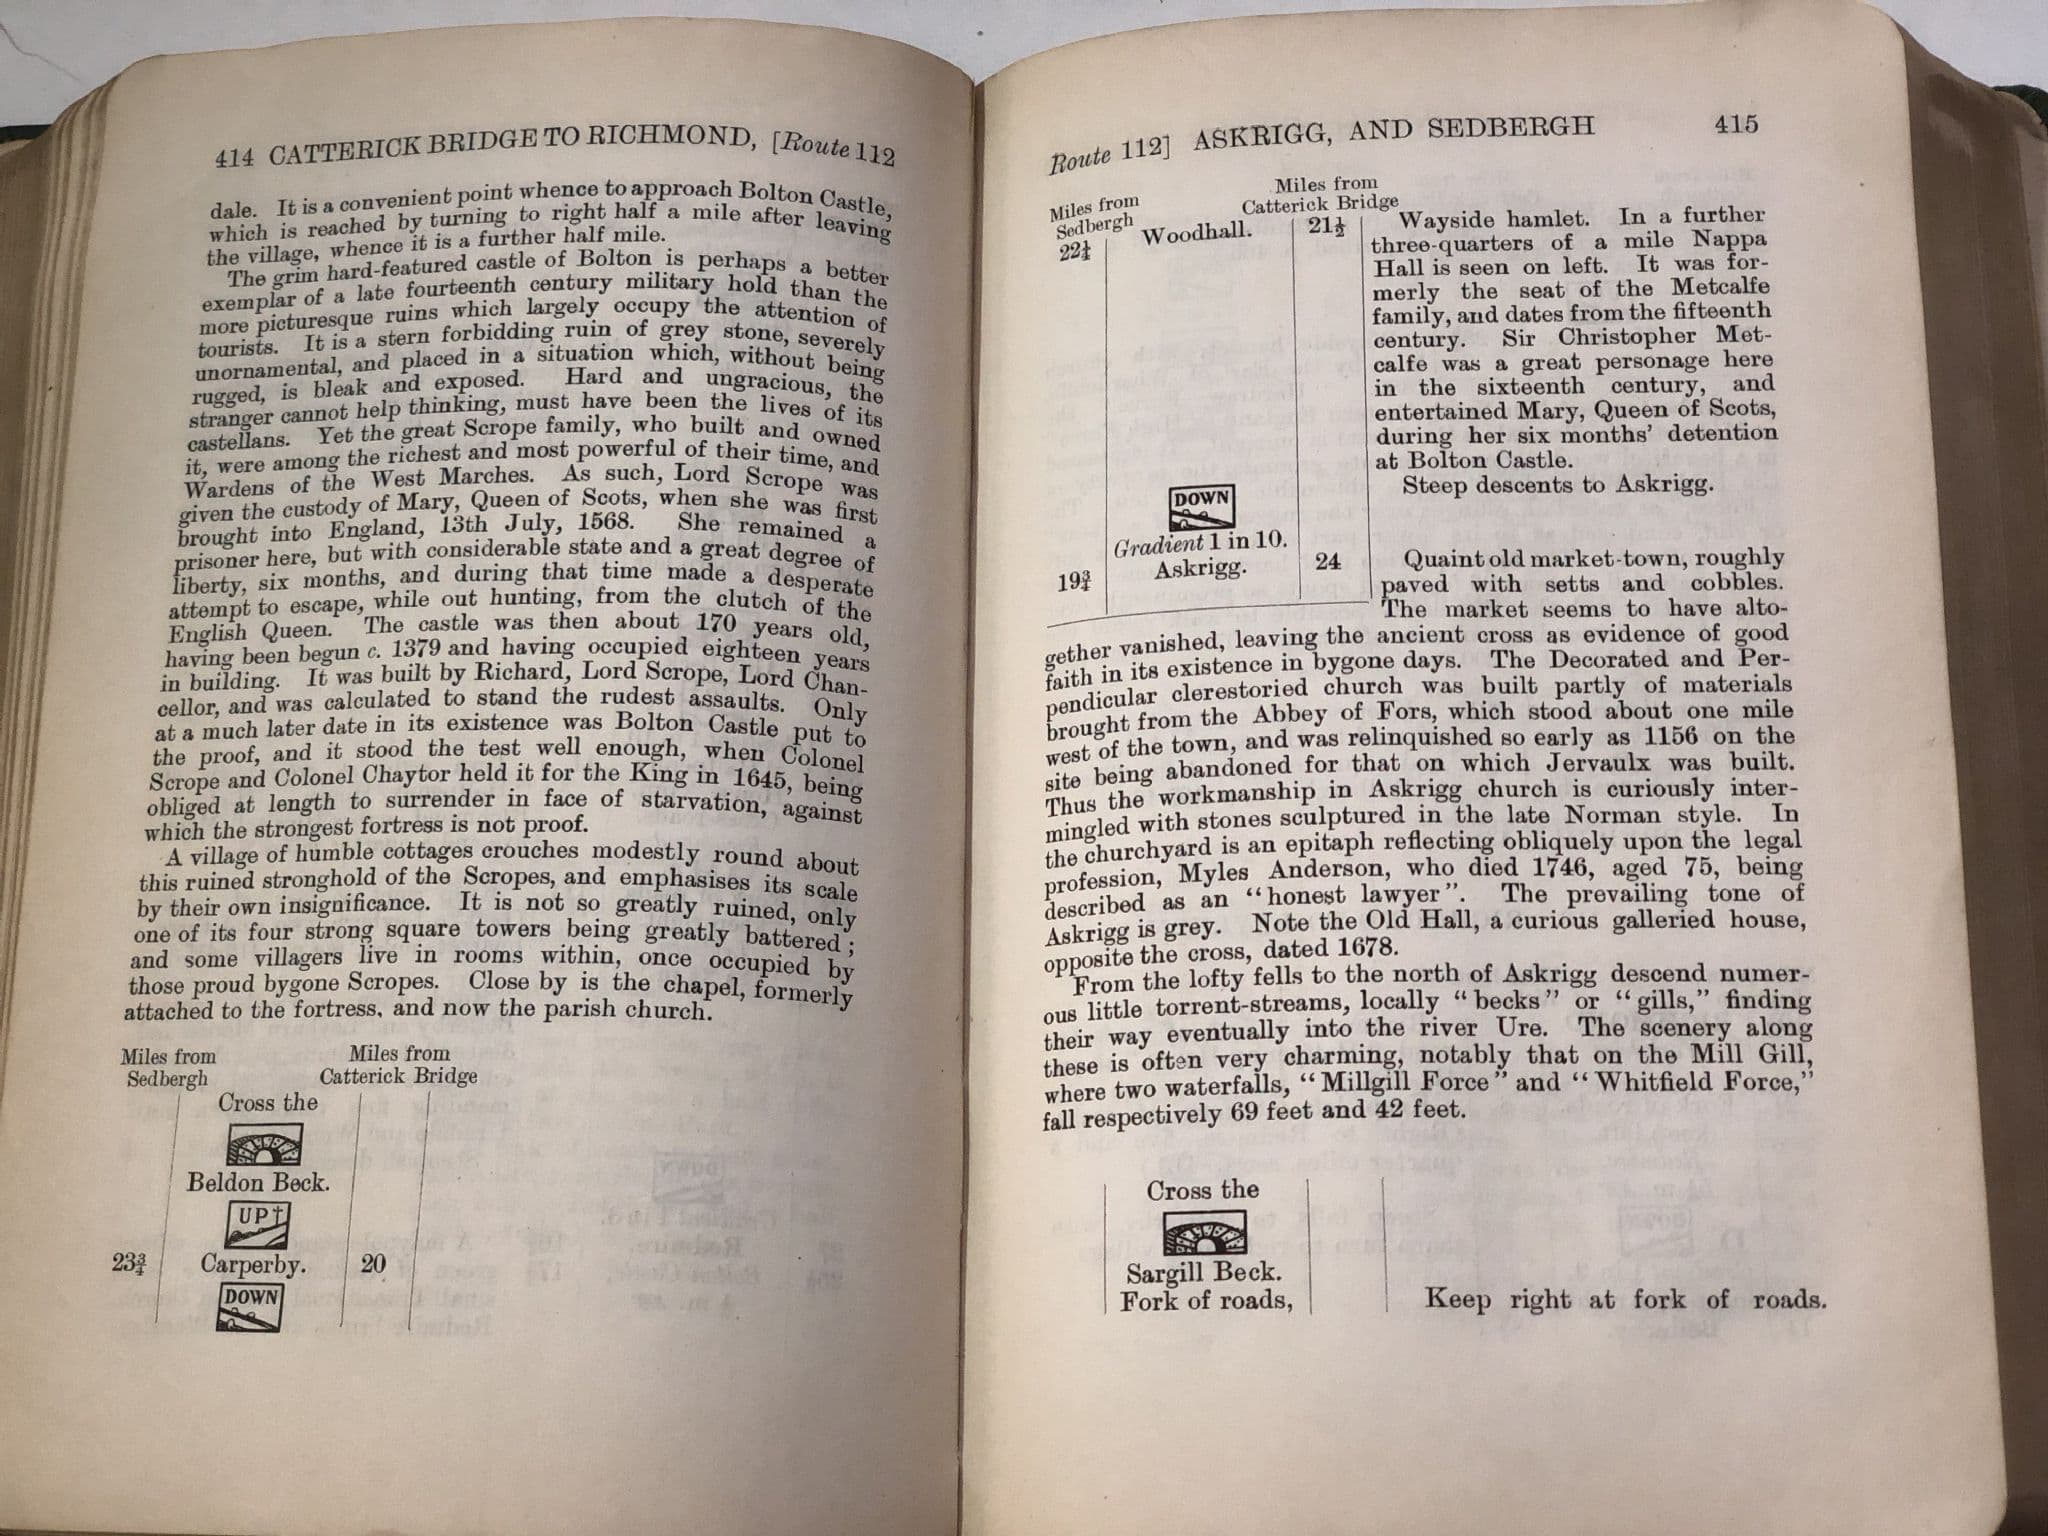 414 CATTERICK BRIDGE TO RICHMOND, [Route 112
dale. It is a convenient point whence to approach Bolton Castle,
which is reached by turning to right half a mile after leaving
the village, whence it is a further half mile.
The grim hard-featured castle of Bolton is perhaps a better
exemplar of a late fourteenth century military hold than the
more picturesque ruins which largely occupy the attention of
tourists. It is a stern forbidding ruin of grey stone, severely
unornamental, and placed in a situation which, without being
rugged, is bleak and exposed. Hard and ungracious, the
stranger cannot help thinking, must have been the lives of its
castellans. Yet the great Scrope family, who built and owned
it, were among the richest and most powerful of their time, and
Wardens of the West Marches. As such, Lord Scrope was
given the custody of Mary, Queen of Scots, when she was first
brought into England, 13th July, 1568. She remained a
prisoner here, but with considerable state and a great degree of
liberty, six months, and during that time made a desperate
attempt to escape, while out hunting, from the clutch of the
English Queen. The castle was then about 170 years old,
having been begun c. 1379 and having occupied eighteen years
in building. It was built by Richard, Lord Scrope, Lord Chan-
cellor, and was calculated to stand the rudest assaults. Only
at a much later date in its existence was Bolton Castle put to
the proof, and it stood the test well enough, when Colonel
Scrope and Colonel Chaytor held it for the King in 1645, being
obliged at length to surrender in face of starvation, against
which the strongest fortress is not proof.
A village of humble cottages crouches modestly round about
this ruined stronghold of the Scropes, and emphasises its scale
by their own insignificance. It is not so greatly ruined, only
one of its four strong square towers being greatly battered;
and some villagers live in rooms within, once occupied by
those proud bygone Scropes. Close by is the chapel, formerly
attached to the fortress, and now the parish church.
Miles from Sedbergh
Miles from Catterick Bridge
Cross the
Beldon Beck.
UP
23¾ Carperby. 20
DOWN
Route 112] ASKRIGG, AND SEDBERGH 415
Miles from Sedbergh
Miles from Catterick Bridge
22¼ Woodhall. 21½ Wayside hamlet. In a further
three-quarters of a mile Nappa
Hall is seen on left. It was for-
merly the seat of the Metcalfe
family, and dates from the fifteenth
century. Sir Christopher Met-
calfe was a great personage here
in the sixteenth century, and
entertained Mary, Queen of Scots,
during her six months' detention
at Bolton Castle.
Steep descents to Askrigg.
DOWN
Gradient 1 in 10.
19¾ Askrigg. 24 Quaint old market-town, roughly
paved with setts and cobbles.
The market seems to have alto-
gether vanished, leaving the ancient cross as evidence of good
faith in its existence in bygone days. The Decorated and Per-
pendicular clerestoried church was built partly of materials
brought from the Abbey of Fors, which stood about one mile
west of the town, and was relinquished so early as 1156 on the
site being abandoned for that on which Jervaulx was built.
Thus the workmanship in Askrigg church is curiously inter-
mingled with stones sculptured in the late Norman style. In
the churchyard is an epitaph reflecting obliquely upon the legal
profession, Myles Anderson, who died 1746, aged 75, being
described as an "honest lawyer". The prevailing tone of
Askrigg is grey. Note the Old Hall, a curious galleried house,
opposite the cross, dated 1678.
From the lofty fells to the north of Askrigg descend numer-
ous little torrent-streams, locally "becks" or "gills," finding
their way eventually into the river Ure. The scenery along
these is often very charming, notably that on the Mill Gill,
where two waterfalls, "Millgill Force" and "Whitfield Force,"
fall respectively 69 feet and 42 feet.
Cross the
Sargill Beck.
Fork of roads, Keep right at fork of roads.